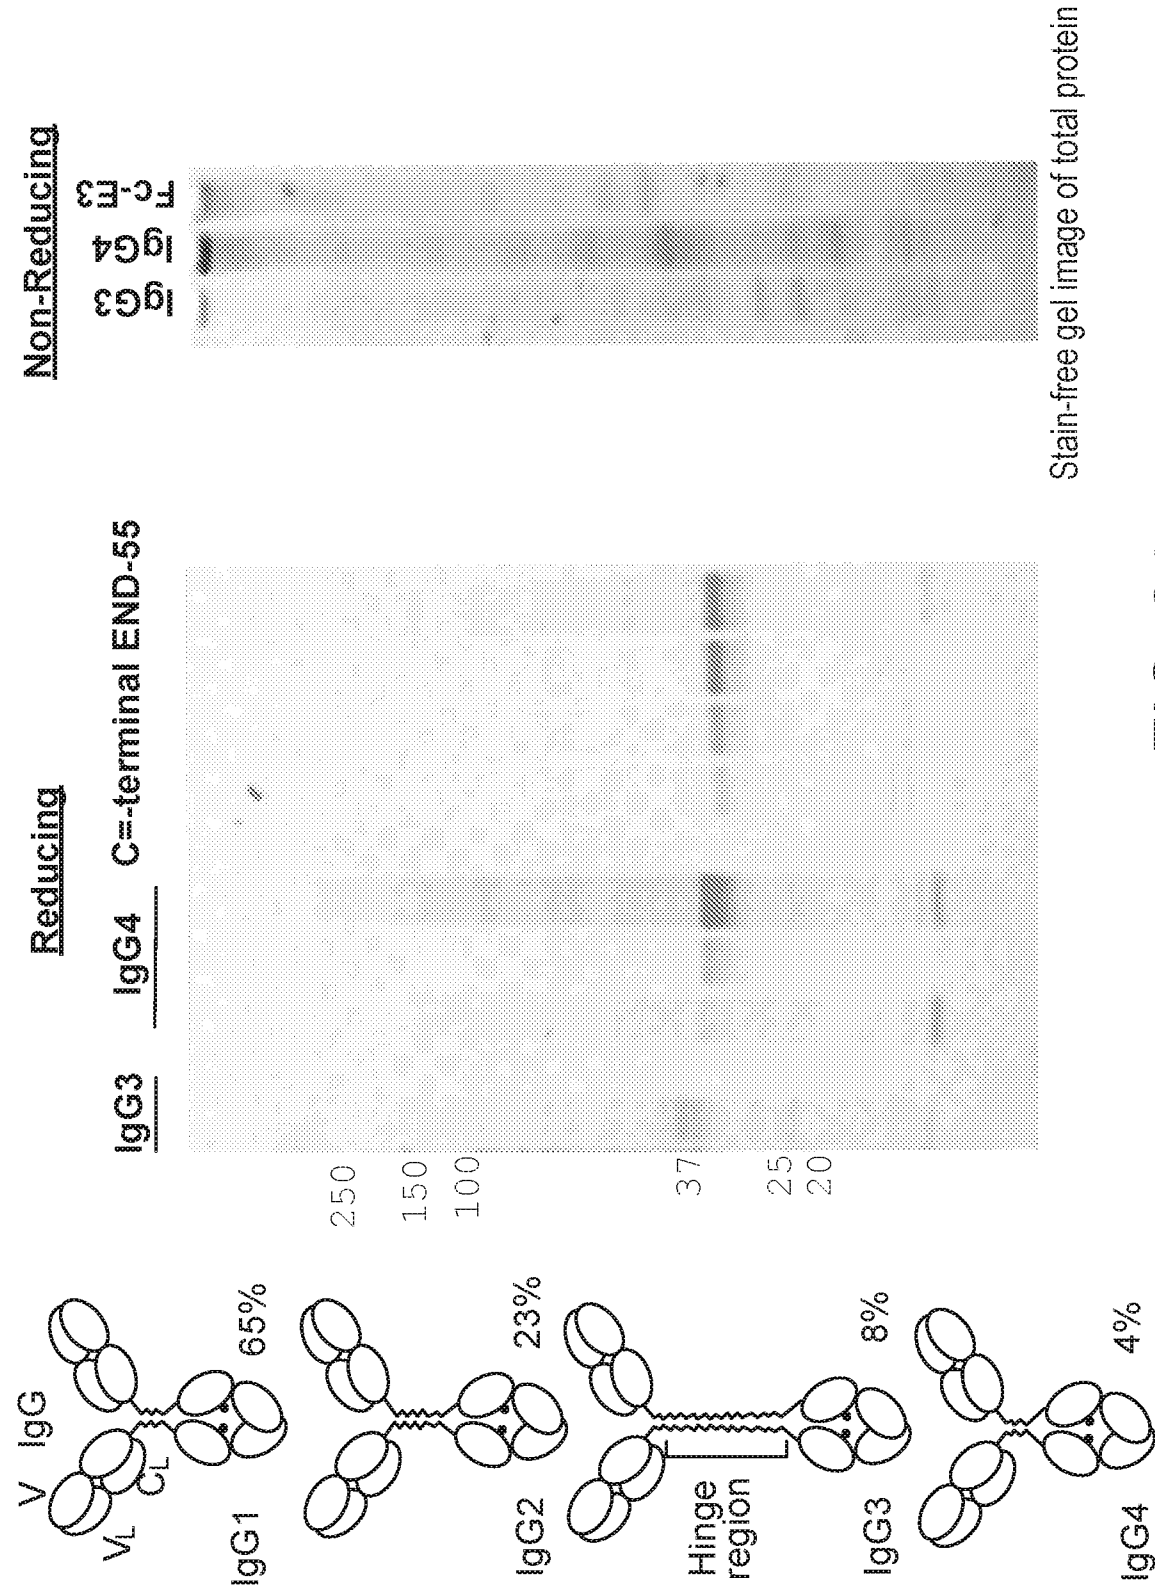 V IgG
VL
CL
IgG1
65%
IgG2
23%
Hinge
region
IgG3
8%
IgG4
4%
Reducing
IgG3
IgG4
C=-terminal END-55
250
150
100
37
25
20
Non-Reducing
IgG3
IgG4
Fc-E3
Stain-free gel image of total protein